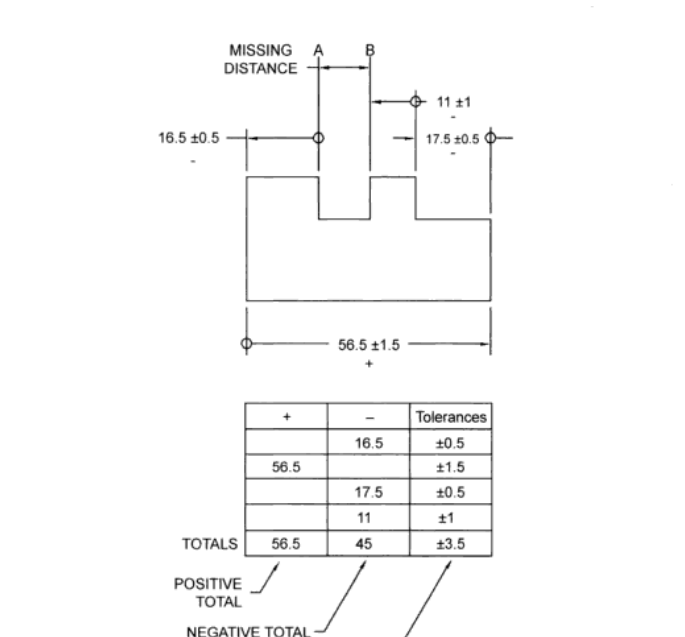 MISSING A B
DISTANCE
11 ±1
-
16.5 ±0.5
-
17.5 ±0.5
-
56.5 ±1.5
+
+ – Tolerances
16.5 ±0.5
56.5 ±1.5
17.5 ±0.5
11 ±1
TOTALS 56.5 45 ±3.5
POSITIVE
TOTAL
NEGATIVE TOTAL